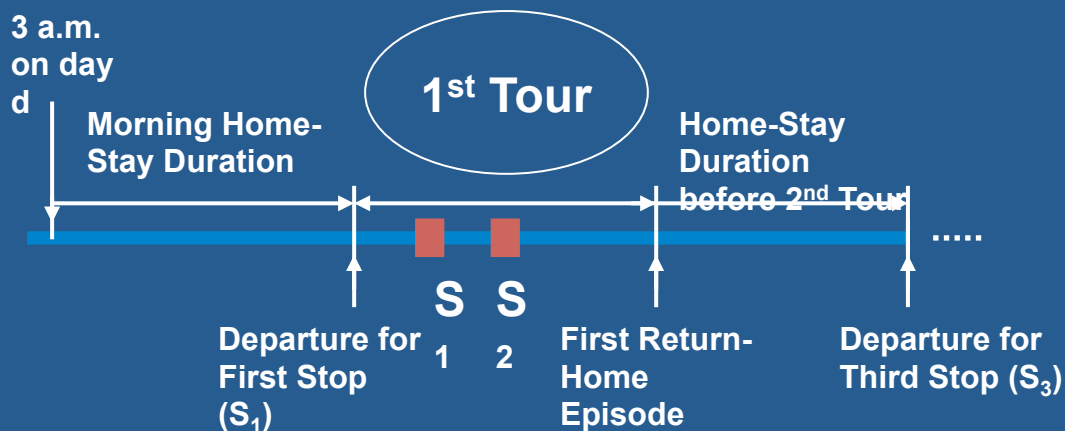 3 a.m.
on day
d
Morning Home-
Stay Duration
1st Tour
Home-Stay
Duration
before 2nd Tour
.....
S S
1 2
Departure for
First Stop
(S1)
First Return-
Home
Episode
Departure for
Third Stop (S3)